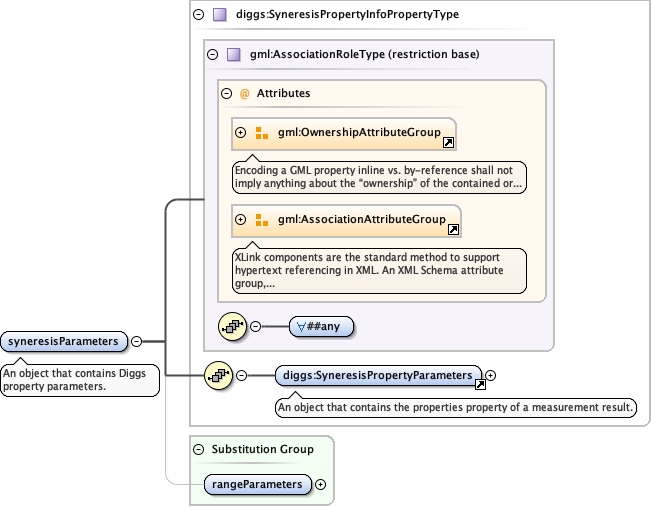 diggs:SyneresisPropertyInfoPropertyType
gml:AssociationRoleType (restriction base)
@ Attributes
gml:OwnershipAttributeGroup
Encoding a GML property inline vs. by-reference shall not
imply anything about the “ownership” of the contained or...
gml:AssociationAttributeGroup
XLink components are the standard method to support
hypertext referencing in XML. An XML Schema attribute
group,...
∀##any
syneresisParameters
An object that contains Diggs
property parameters.
diggs:SyneresisPropertyParameters
An object that contains the properties property of a measurement result.
Substitution Group
rangeParameters